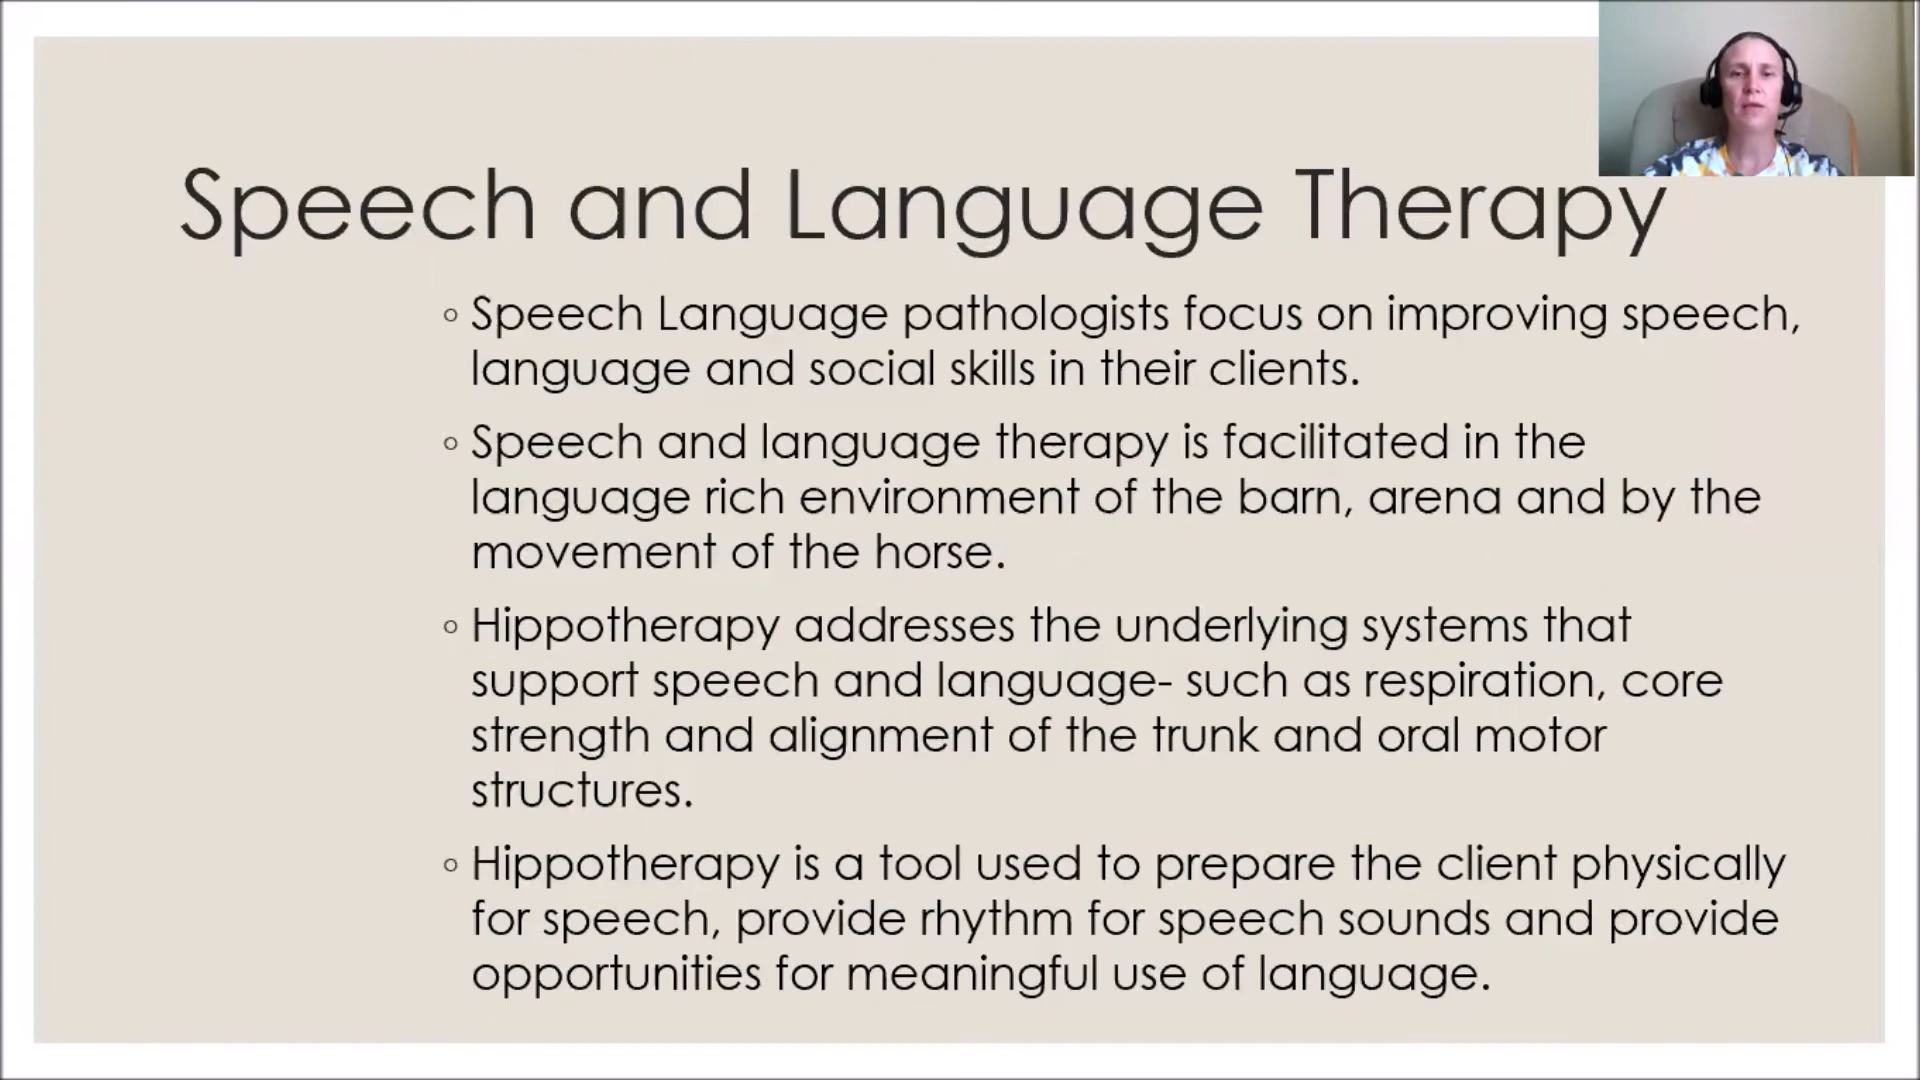 Speech and Language Therapy
◦ Speech Language pathologists focus on improving speech,
language and social skills in their clients.
◦ Speech and language therapy is facilitated in the
language rich environment of the barn, arena and by the
movement of the horse.
◦ Hippotherapy addresses the underlying systems that
support speech and language- such as respiration, core
strength and alignment of the trunk and oral motor
structures.
◦ Hippotherapy is a tool used to prepare the client physically
for speech, provide rhythm for speech sounds and provide
opportunities for meaningful use of language.